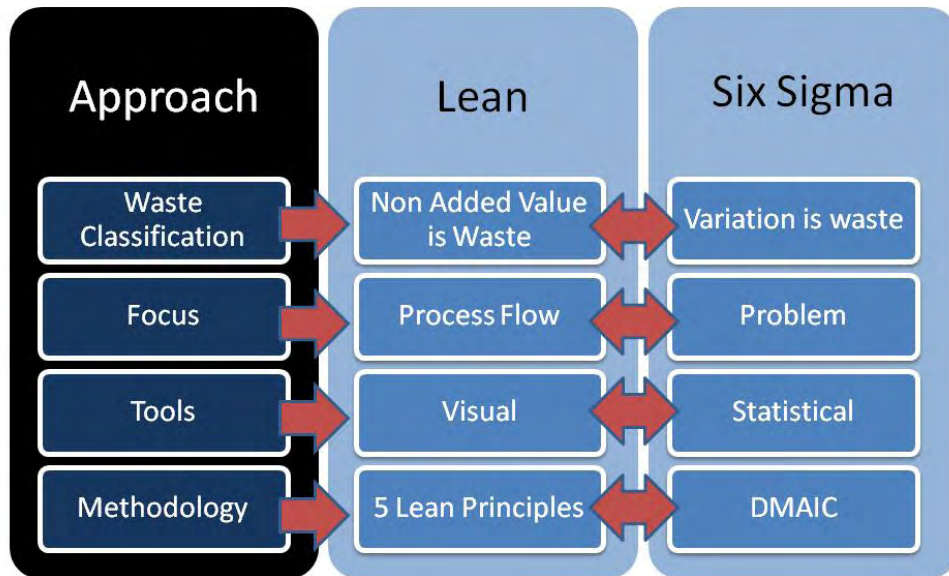 Approach
Lean
Six Sigma
Waste
Classification
Non Added Value
is Waste
Variation is waste
Focus
Process Flow
Problem
Tools
Visual
Statistical
Methodology
5 Lean Principles
DMAIC